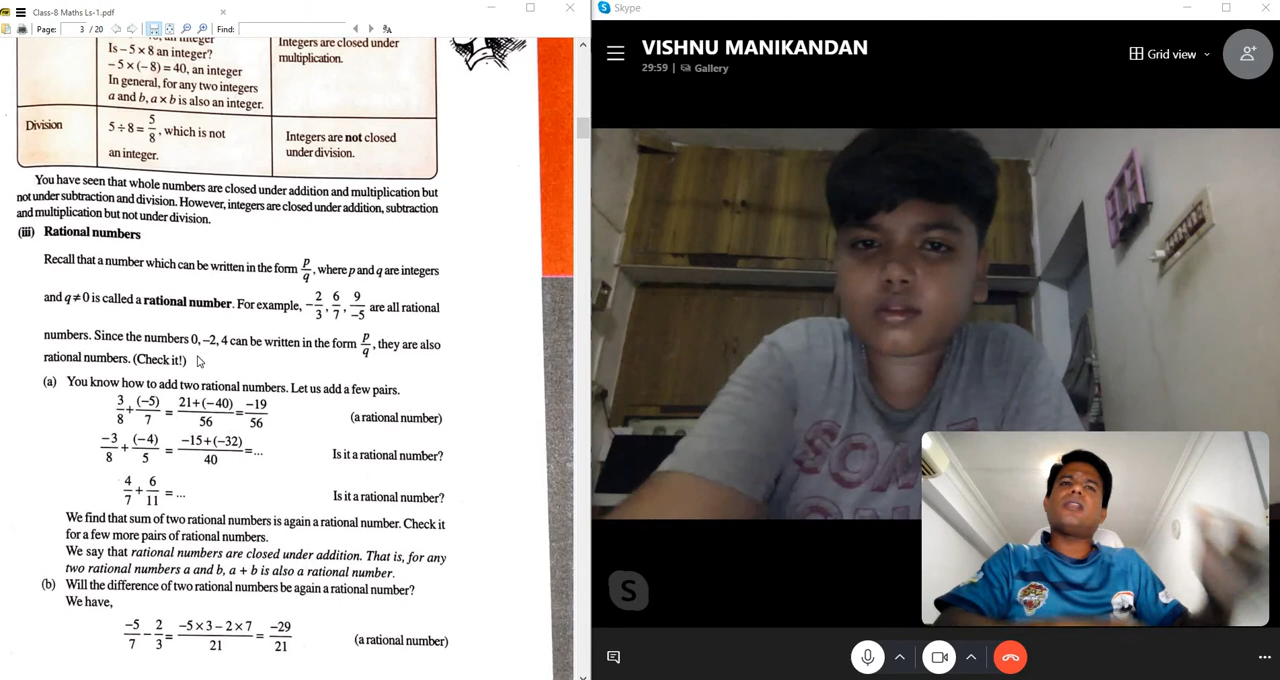 Class-8 Maths Ls-1.pdf
Page: 3 / 20 Find:
Is – 5 × 8 an integer?
– 5 × (– 8) = 40, an integer
In general, for any two integers
a and b, a × b is also an integer.
Integers are closed under
multiplication.
Division
5 ÷ 8 = 5/8, which is not
an integer.
Integers are not closed
under division.
You have seen that whole numbers are closed under addition and multiplication but
not under subtraction and division. However, integers are closed under addition, subtraction
and multiplication but not under division.
(iii) Rational numbers
Recall that a number which can be written in the form p/q, where p and q are integers
and q ≠ 0 is called a rational number. For example, –2/3, 6/7, 9/–5 are all rational
numbers. Since the numbers 0, –2, 4 can be written in the form p/q, they are also
rational numbers. (Check it!)
(a) You know how to add two rational numbers. Let us add a few pairs.
3/8 + (–5)/7 = 21 + (–40)/56 = –19/56 (a rational number)
–3/8 + (–4)/5 = –15 + (–32)/40 = ... Is it a rational number?
4/7 + 6/11 = ... Is it a rational number?
We find that sum of two rational numbers is again a rational number. Check it
for a few more pairs of rational numbers.
We say that rational numbers are closed under addition. That is, for any
two rational numbers a and b, a + b is also a rational number.
(b) Will the difference of two rational numbers be again a rational number?
We have,
–5/7 – 2/3 = –5 × 3 – 2 × 7/21 = –29/21 (a rational number)
Skype
VISHNU MANIKANDAN
29:59 | Gallery
Grid view
S